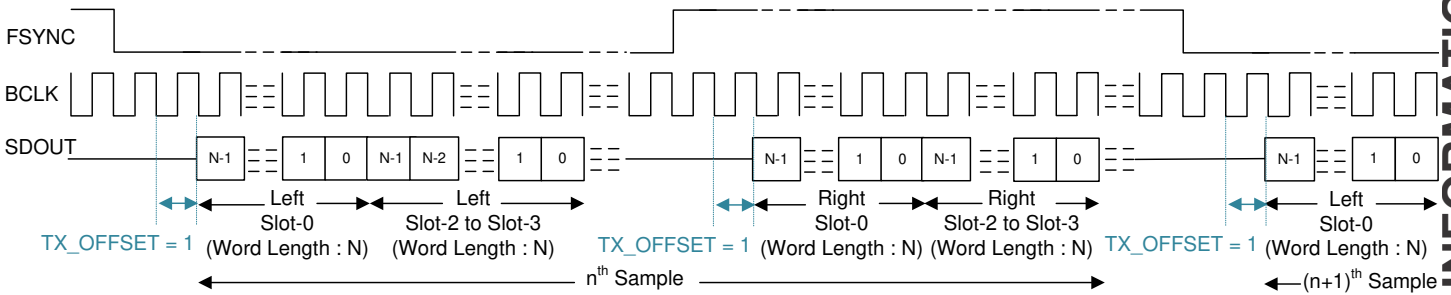 FSYNC
BCLK
SDOUT
N-1 1 0 N-1 N-2 1 0 N-1 1 0 N-1 1 0 N-1 1 0
Left Left Right Right Left
Slot-0 Slot-2 to Slot-3 Slot-0 Slot-2 to Slot-3 Slot-0
TX_OFFSET = 1 (Word Length : N) (Word Length : N) TX_OFFSET = 1 (Word Length : N) (Word Length : N) TX_OFFSET = 1 (Word Length : N)
nth Sample (n+1)th Sample